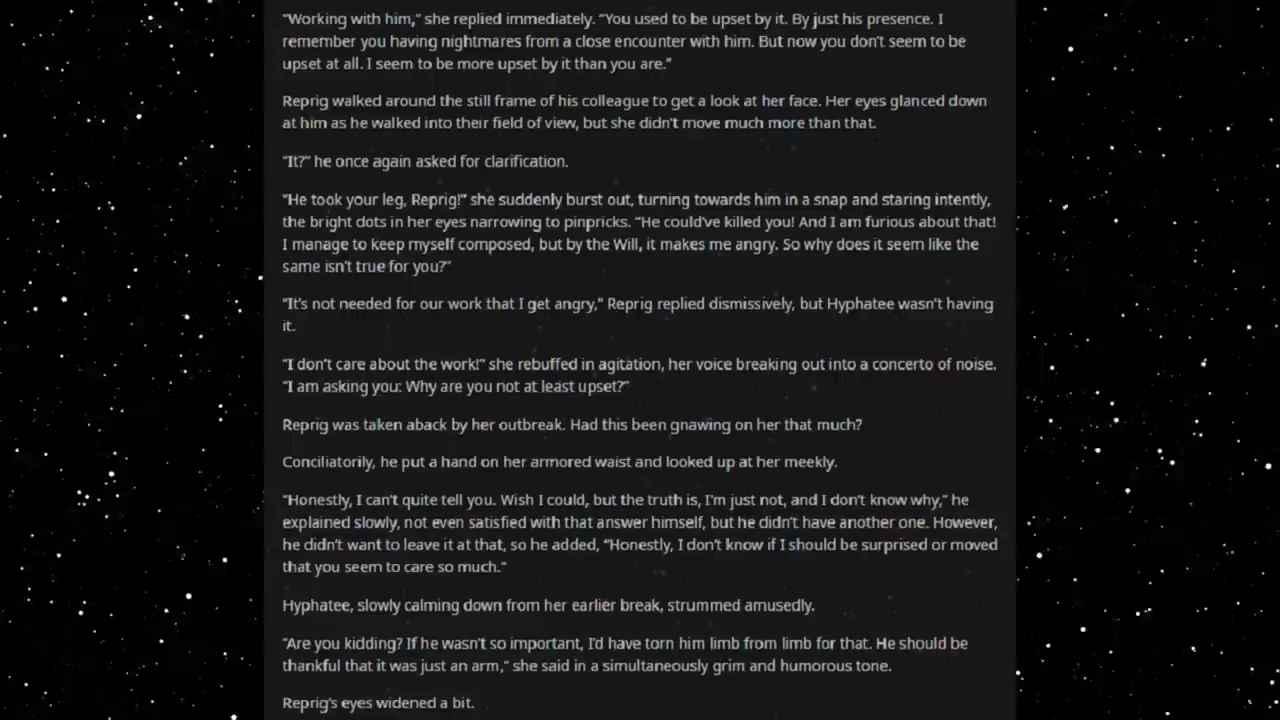 “Working with him,” she replied immediately. “You used to be upset by it. By just his presence. I
remember you having nightmares from a close encounter with him. But now you don’t seem to be
upset at all. I seem to be more upset by it than you are.”
Reprig walked around the still frame of his colleague to get a look at her face. Her eyes glanced down
at him as he walked into their field of view, but she didn’t move much more than that.
“It?” he once again asked for clarification.
“He took your leg, Reprig!” she suddenly burst out, turning towards him in a snap and staring intently,
the bright dots in her eyes narrowing to pinpricks. “He could’ve killed you! And I am furious about that!
I manage to keep myself composed, but by the Will, it makes me angry. So why does it seem like the
same isn’t true for you?”
“It’s not needed for our work that I get angry,” Reprig replied dismissively, but Hyphatee wasn’t having
it.
“I don’t care about the work!” she rebuffed in agitation, her voice breaking out into a concerto of noise.
“I am asking you: Why are you not at least upset?”
Reprig was taken aback by her outbreak. Had this been gnawing on her that much?
Conciliatorily, he put a hand on her armored waist and looked up at her meekly.
“Honestly, I can’t quite tell you. Wish I could, but the truth is, I’m just not, and I don’t know why,” he
explained slowly, not even satisfied with that answer himself, but he didn’t have another one. However,
he didn’t want to leave it at that, so he added, “Honestly, I don’t know if I should be surprised or moved
that you seem to care so much.”
Hyphatee, slowly calming down from her earlier break, strummed amusedly.
“Are you kidding? If he wasn’t so important, I’d have torn him limb from limb for that. He should be
thankful that it was just an arm,” she said in a simultaneously grim and humorous tone.
Reprig’s eyes widened a bit.